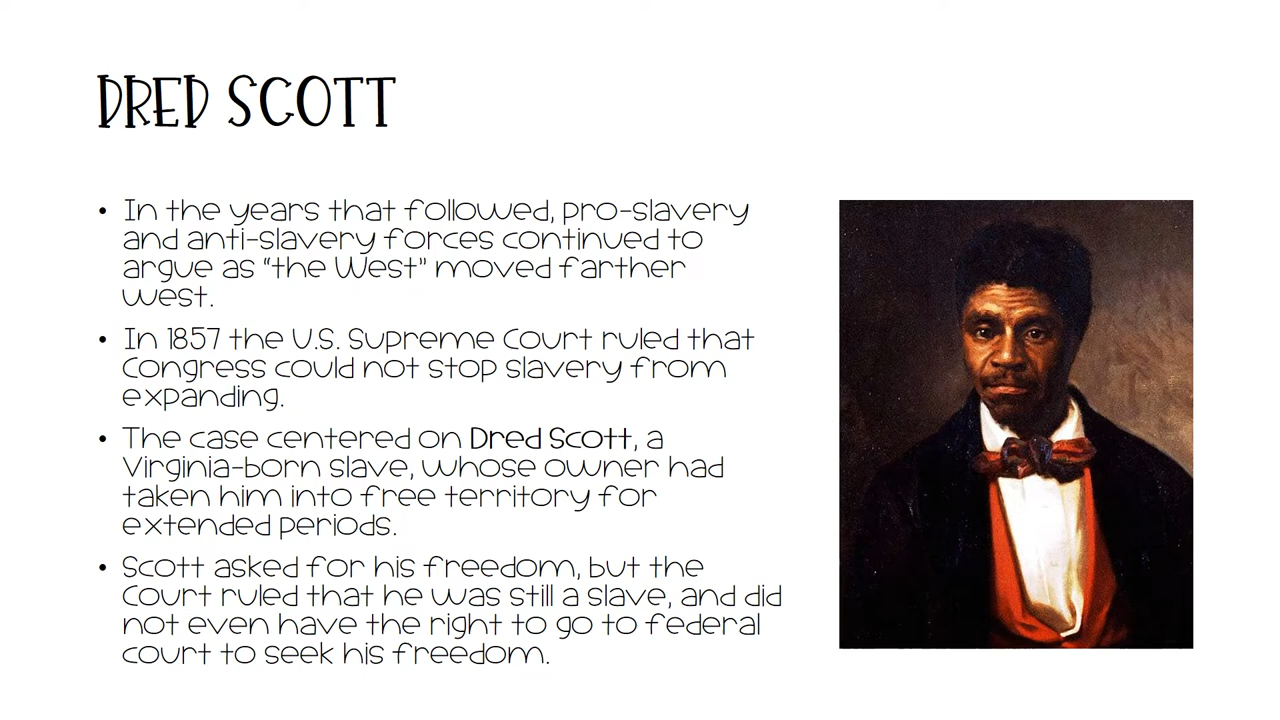 DRED SCOTT
• In the years that followed, pro-slavery
and anti-slavery forces continued to
argue as “the West” moved farther
west.
• In 1857 the U.S. Supreme Court ruled that
Congress could not stop slavery from
expanding.
• The case centered on Dred Scott, a
Virginia-born slave, whose owner had
taken him into free territory for
extended periods.
• Scott asked for his freedom, but the
Court ruled that he was still a slave, and did
not even have the right to go to federal
court to seek his freedom.